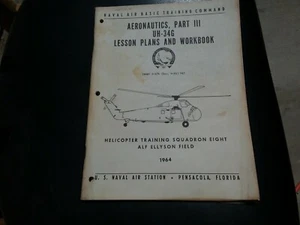 NAVAL AIR BASIC TRAINING COMMAND
AERONAUTICS, PART III
UH-34G
LESSON PLANS AND WORKBOOK
HELICOPTER TRAINING SQUADRON EIGHT
ALF ELLYSON FIELD
1964
U. S. NAVAL AIR STATION • PENSACOLA, FLORIDA